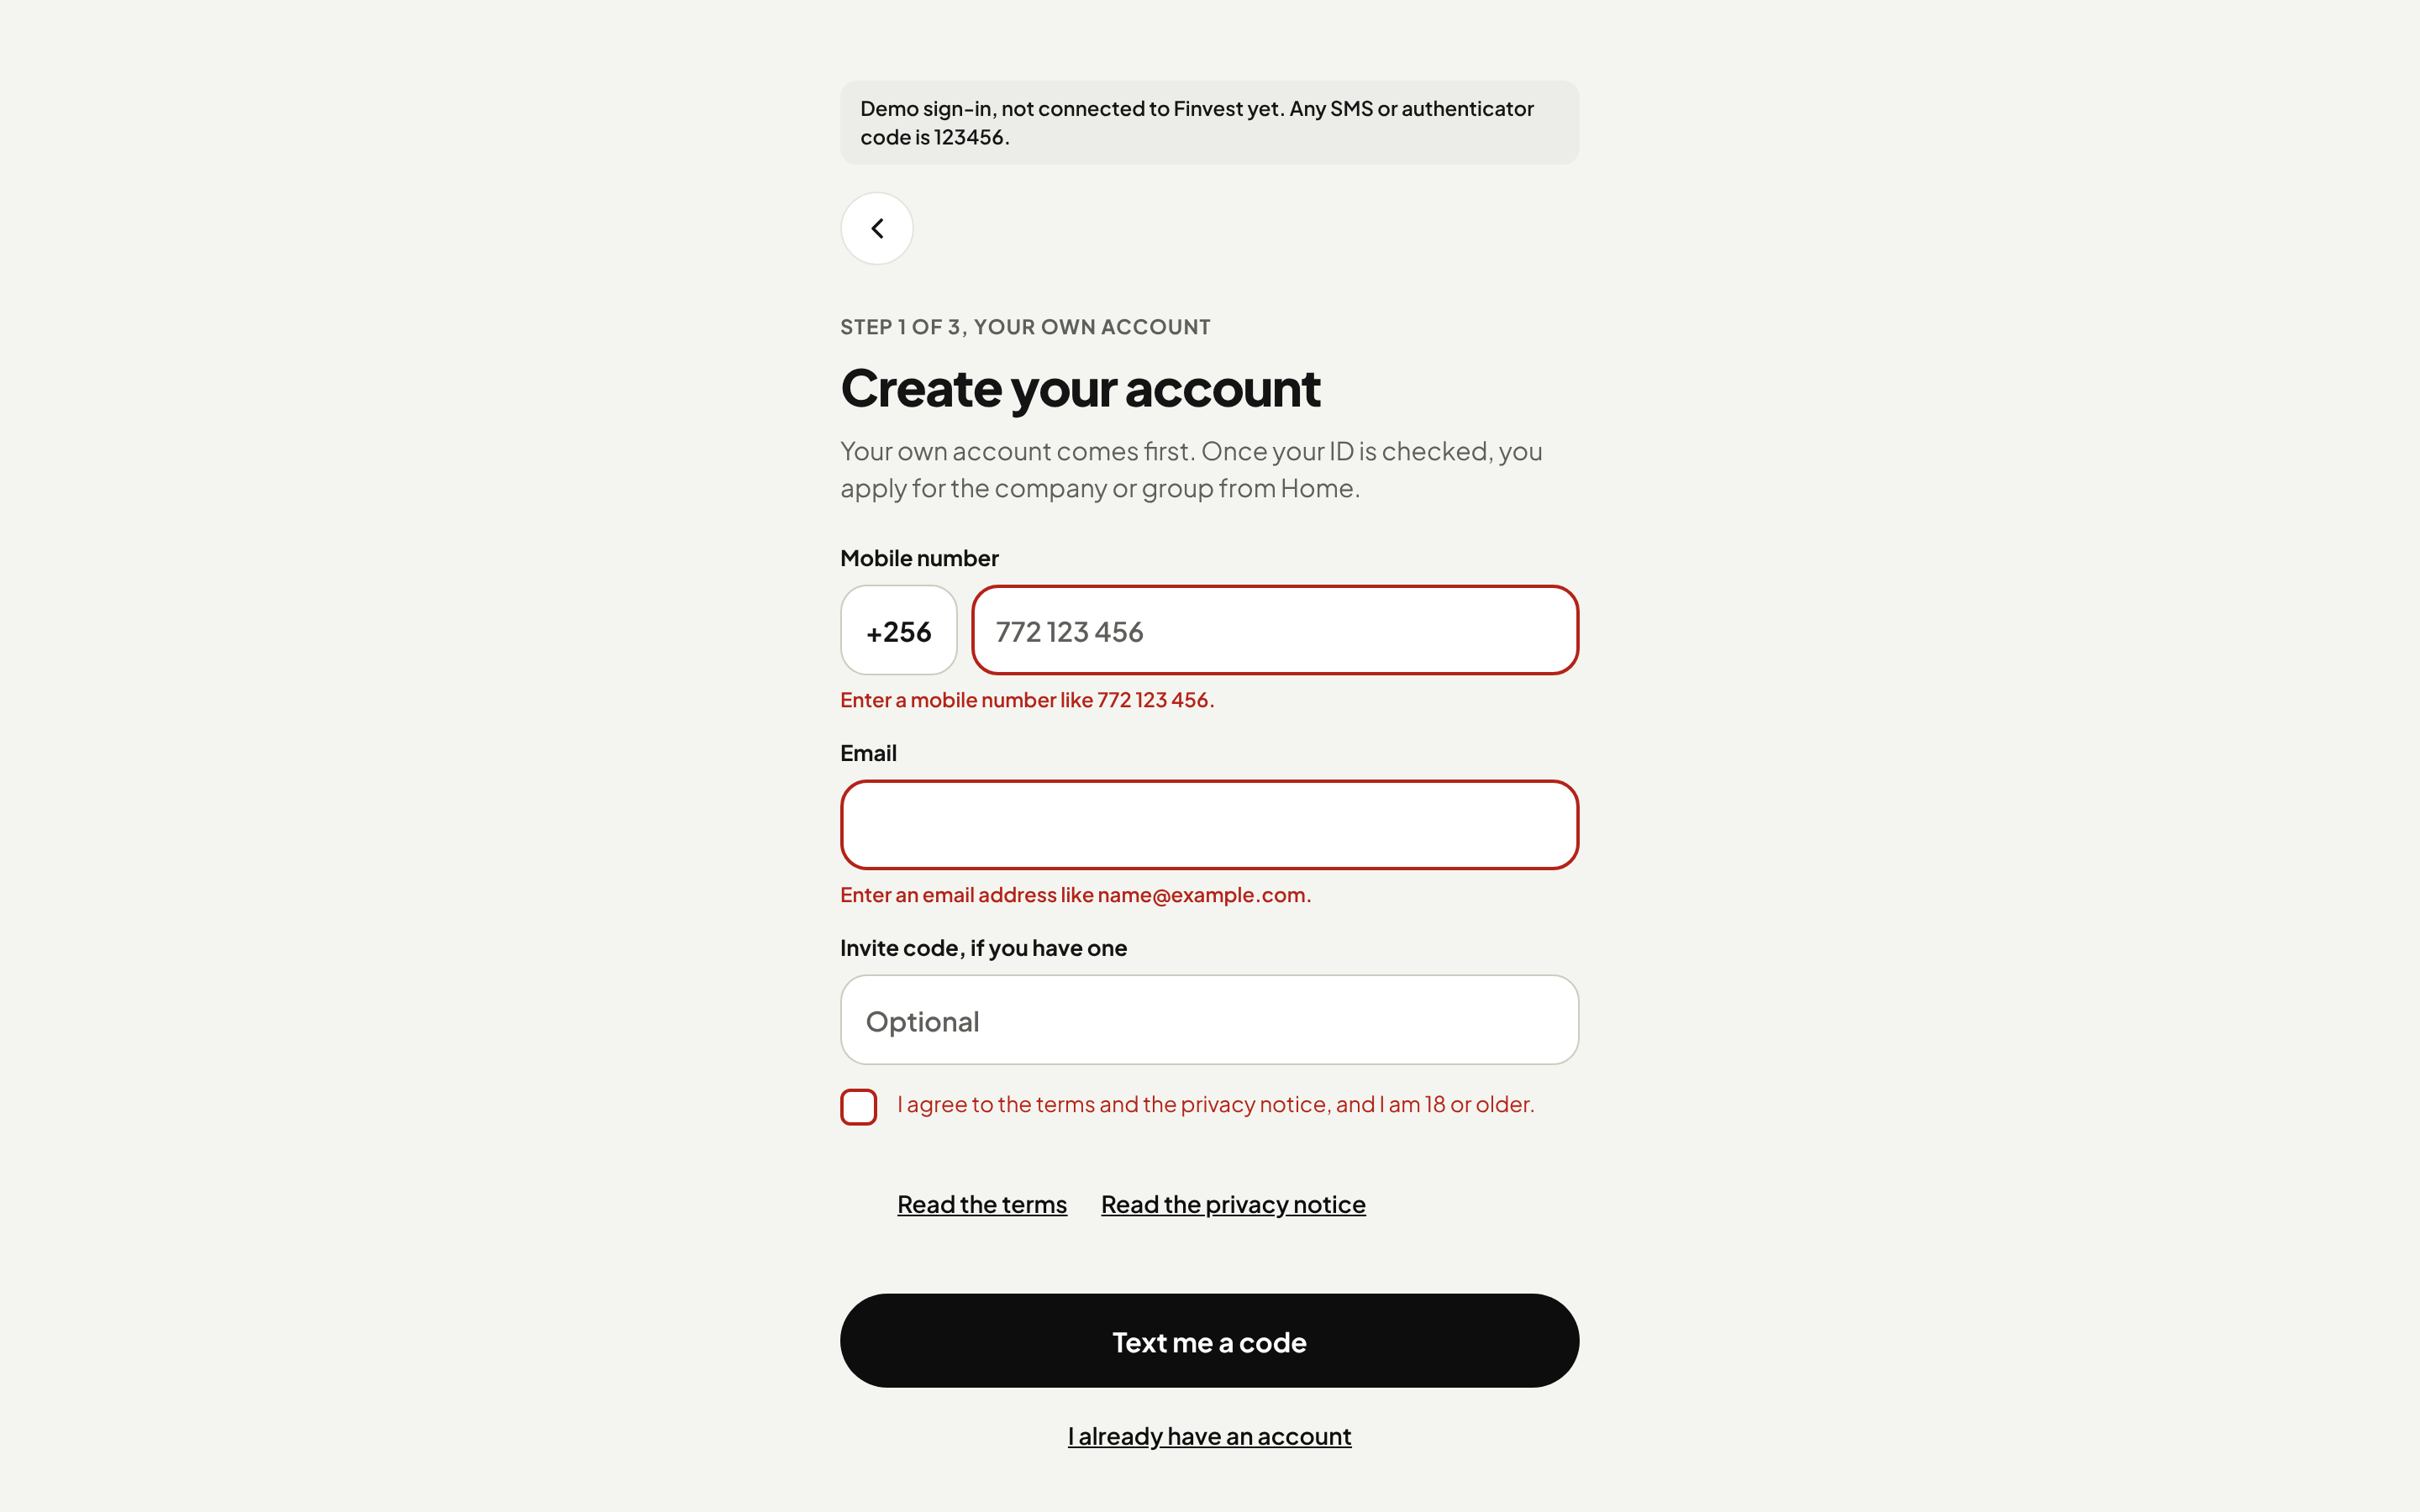 Demo sign-in, not connected to Finvest yet. Any SMS or authenticator
code is 123456.
STEP 1 OF 3, YOUR OWN ACCOUNT
Create your account
Your own account comes first. Once your ID is checked, you
apply for the company or group from Home.
Mobile number
+256 772 123 456
Enter a mobile number like 772 123 456.
Email
Enter an email address like name@example.com.
Invite code, if you have one
Optional
I agree to the terms and the privacy notice, and I am 18 or older.
Read the terms Read the privacy notice
Text me a code
I already have an account